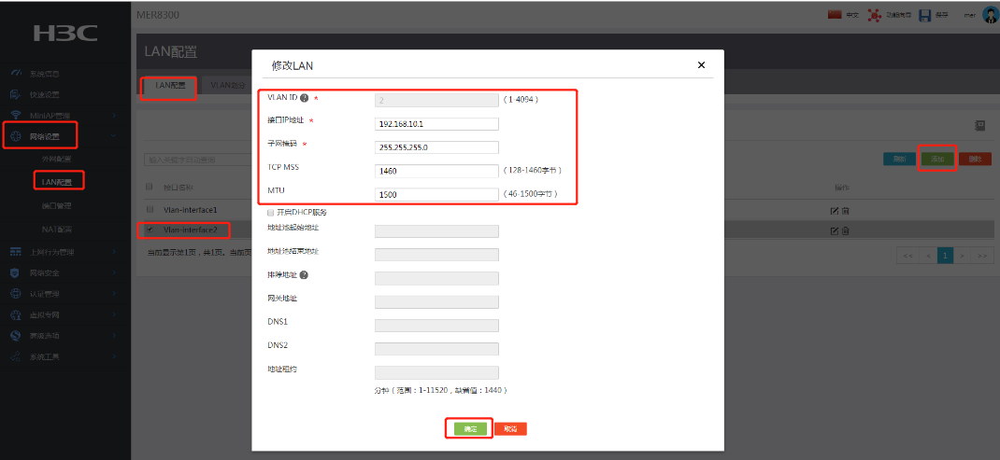 H3C
MER8300
中文
功能向导
保存
mer
LAN配置
LAN配置
VLAN划分
系统信息
快速设置
MiniAP管理
网络设置
外网配置
LAN配置
接口管理
NAT配置
上网行为管理
网络安全
认证管理
虚拟专网
高级选项
系统工具
刷新
添加
删除
接口名称
操作
Vlan-interface1
Vlan-interface2
当前显示第1页，共1页。当前页
<<
<
1
>
>>
修改LAN
VLAN ID ? * 2 (1-4094)
接口IP地址 * 192.168.10.1
子网掩码 * 255.255.255.0
TCP MSS 1460 (128-1460字节)
MTU 1500 (46-1500字节)
开启DHCP服务
地址池起始地址
地址池结束地址
排除地址 ?
网关地址
DNS1
DNS2
地址租约
分钟（范围：1-11520，缺省值：1440）
确定
取消